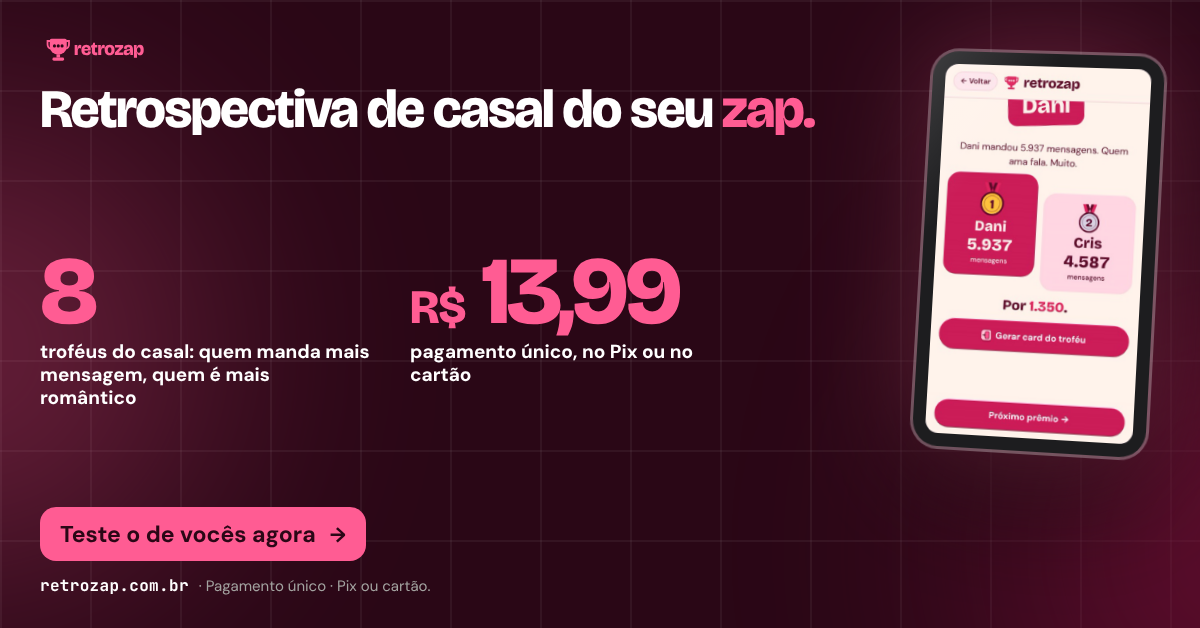 retrozap
Retrospectiva de casal do seu zap.
8
troféus do casal: quem manda mais
mensagem, quem é mais
romântico
R$ 13,99
pagamento único, no Pix ou no
cartão
Teste o de vocês agora →
retrozap.com.br · Pagamento único · Pix ou cartão.
← Voltar
retrozap
Dani
Dani mandou 5.937 mensagens. Quem
ama fala. Muito.
1
Dani
5.937
mensagens
2
Cris
4.587
mensagens
Por 1.350.
Gerar card do troféu
Próximo prêmio →